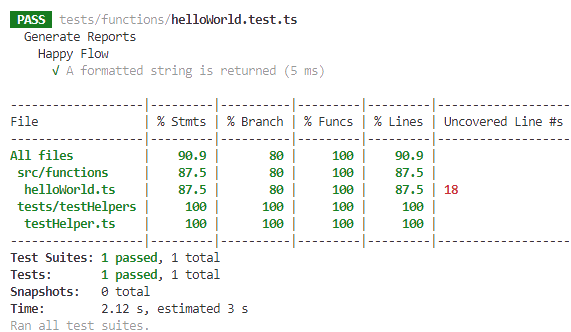 PASS tests/functions/helloWorld.test.ts
Generate Reports
Happy Flow
√ A formatted string is returned (5 ms)
-------------------|---------|----------|---------|---------|-------------------
File               | % Stmts | % Branch | % Funcs | % Lines | Uncovered Line #s
-------------------|---------|----------|---------|---------|-------------------
All files          |    90.9 |       80 |     100 |    90.9 |
 src/functions     |    87.5 |       80 |     100 |    87.5 |
  helloWorld.ts    |    87.5 |       80 |     100 |    87.5 | 18
 tests/testHelpers |     100 |      100 |     100 |     100 |
  testHelper.ts    |     100 |      100 |     100 |     100 |
-------------------|---------|----------|---------|---------|-------------------
Test Suites: 1 passed, 1 total
Tests:       1 passed, 1 total
Snapshots:   0 total
Time:        2.12 s, estimated 3 s
Ran all test suites.